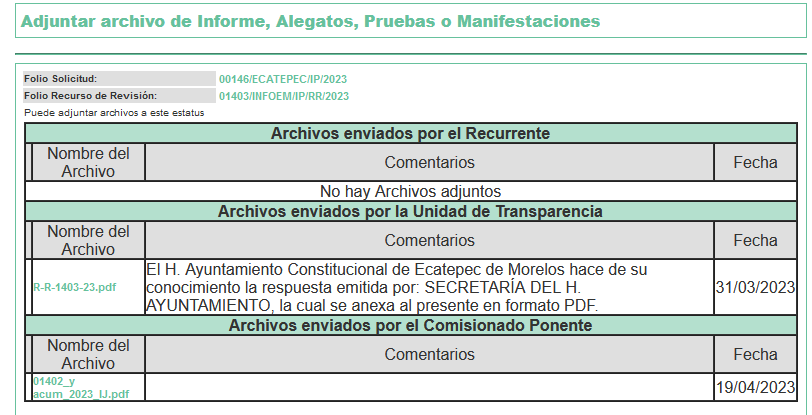 Adjuntar archivo de Informe, Alegatos, Pruebas o Manifestaciones
Folio Solicitud: 00146/ECATEPEC/IP/2023
Folio Recurso de Revisión: 01403/INFOEM/IP/RR/2023
Puede adjuntar archivos a este estatus
Archivos enviados por el Recurrente
Nombre del
Archivo
Comentarios
Fecha
No hay Archivos adjuntos
Archivos enviados por la Unidad de Transparencia
Nombre del
Archivo
Comentarios
Fecha
R-R-1403-23.pdf
El H. Ayuntamiento Constitucional de Ecatepec de Morelos hace de su
conocimiento la respuesta emitida por: SECRETARÍA DEL H.
AYUNTAMIENTO, la cual se anexa al presente en formato PDF.
31/03/2023
Archivos enviados por el Comisionado Ponente
Nombre del
Archivo
Comentarios
Fecha
01402_y
acum_2023_IJ.pdf
19/04/2023